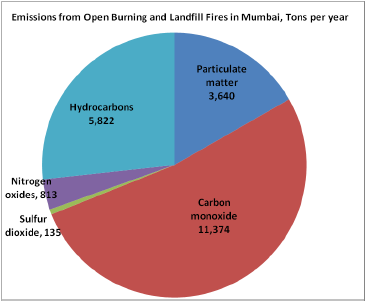 Emissions from Open Burning and Landfill Fires in Mumbai, Tons per year
Particulate
matter
3,640
Hydrocarbons
5,822
Nitrogen
oxides, 813
Sulfur
dioxide, 135
Carbon
monoxide
11,374